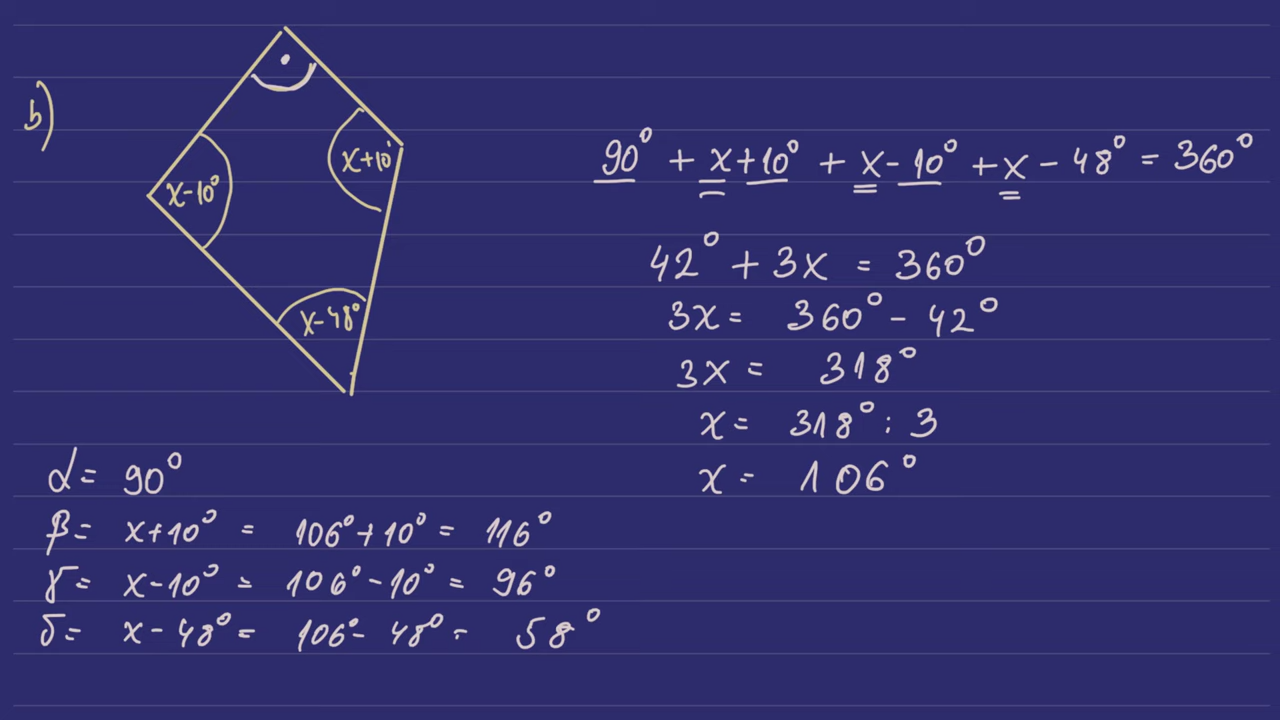 b)
x+10°
x-10°
x-48°
90° + x+10° + x-10° + x - 48° = 360°
42° + 3x = 360°
3x = 360° - 42°
3x = 318°
x = 318° : 3
x = 106°
α = 90°
β = x+10° = 106°+10° = 116°
γ = x-10° = 106°-10° = 96°
δ = x-48° = 106°- 48° = 58°